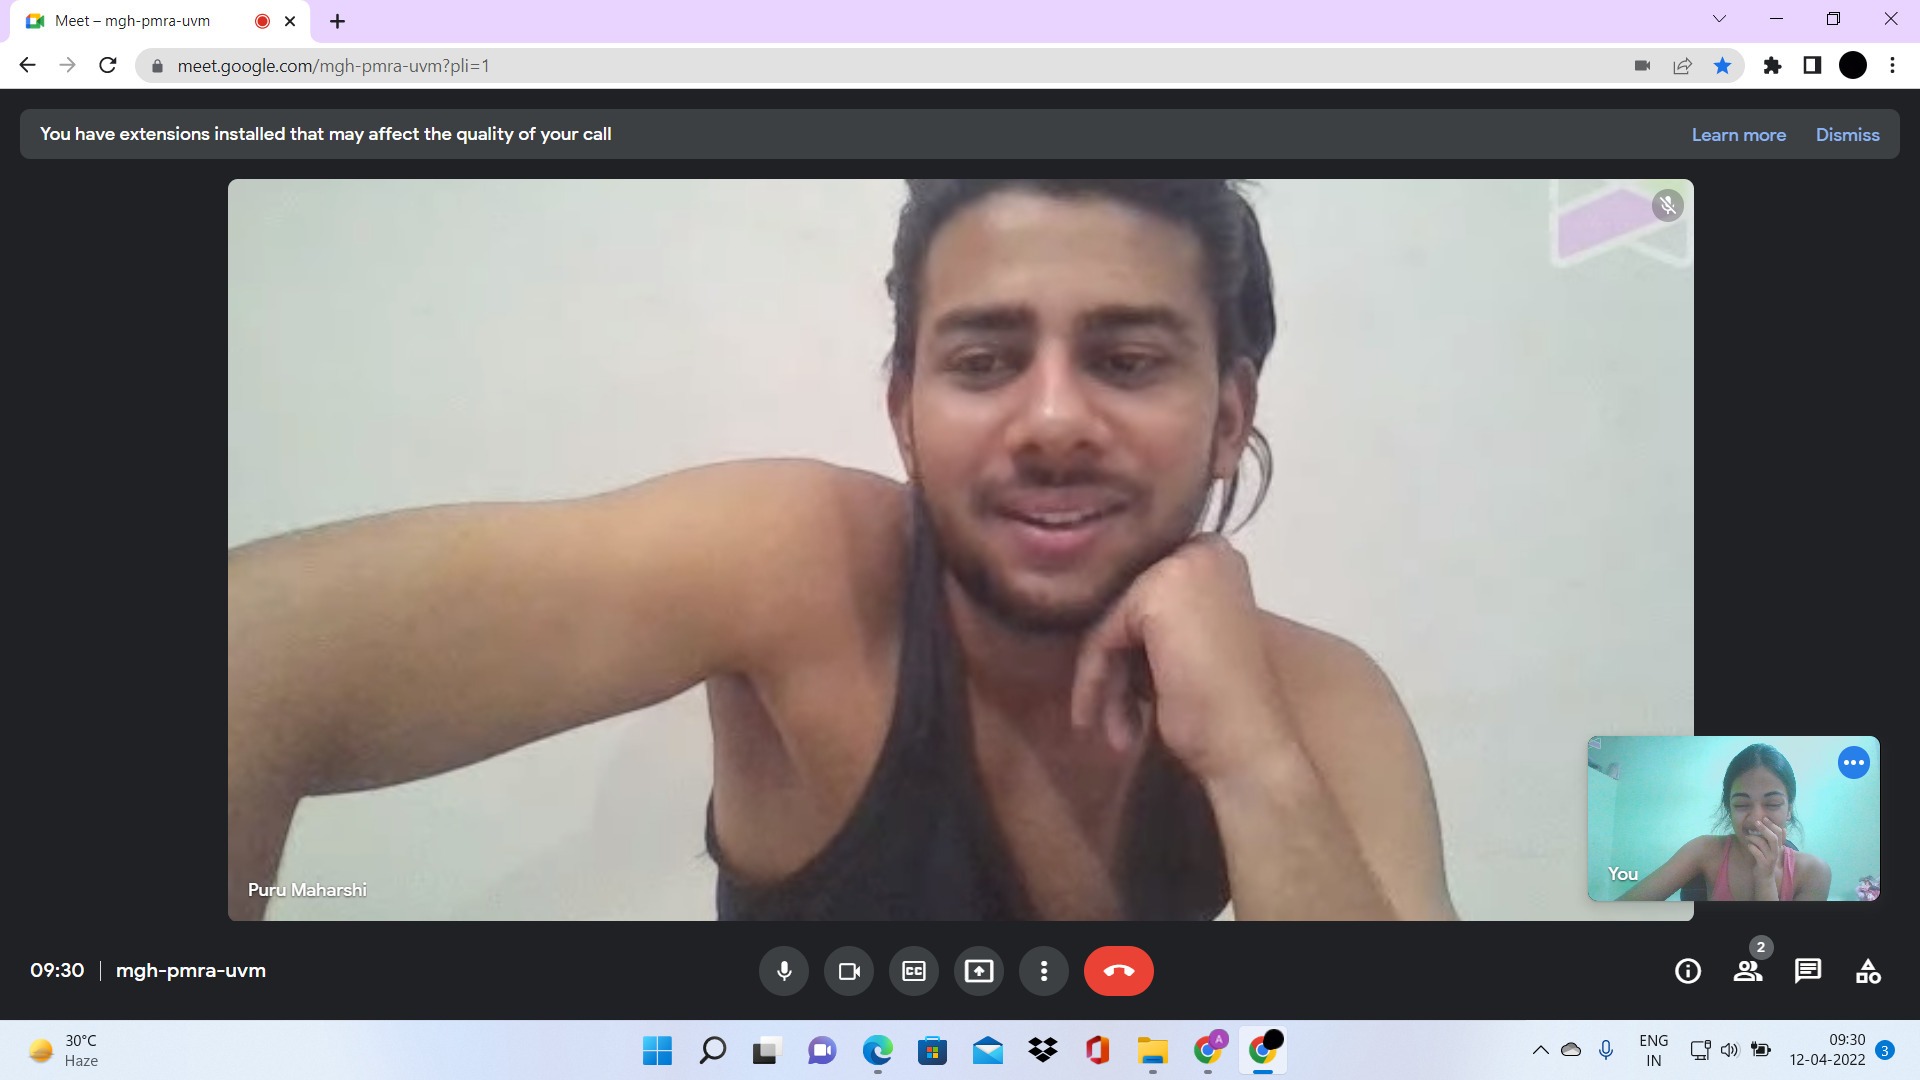 Meet – mgh-pmra-uvm
meet.google.com/mgh-pmra-uvm?pli=1
You have extensions installed that may affect the quality of your call
Learn more
Dismiss
Puru Maharshi
You
09:30 | mgh-pmra-uvm
CC
2
30°C
Haze
A
ENG
IN
09:30
12-04-2022
3